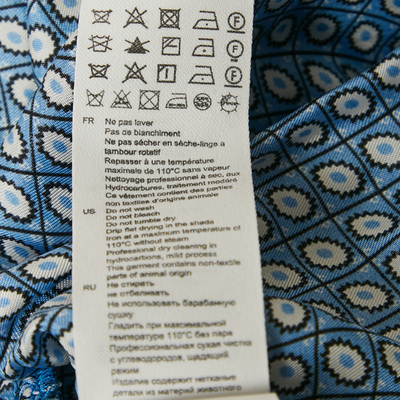 F
F
F
FR
Ne pas laver
Pas de blanchiment
Ne pas sécher en sèche-linge à
tambour rotatif
Repasser à une température
maximale de 110°C sans vapeur
Nettoyage professionnel à sec, aux
Hydrocarbures, traitement modéré
Ce vêtement contient des parties
non textiles d'origine animale
US
Do not wash
Do not bleach
Do not tumble dry
Drip flat drying in the shade
Iron at a maximum temperature of
110°C without steam
Professional dry cleaning in
hydrocarbons, mild process
This garment contains non-textile
parts of animal origin
RU
Не стирать
не отбеливать
Не использовать барабанную
сушку
Гладить при максимальной
температуре 110°C без пара
Профессиональная сухая чистка
с углеводородов, щадящий
режим
Изделие содержит нетканые
детали из материй животного